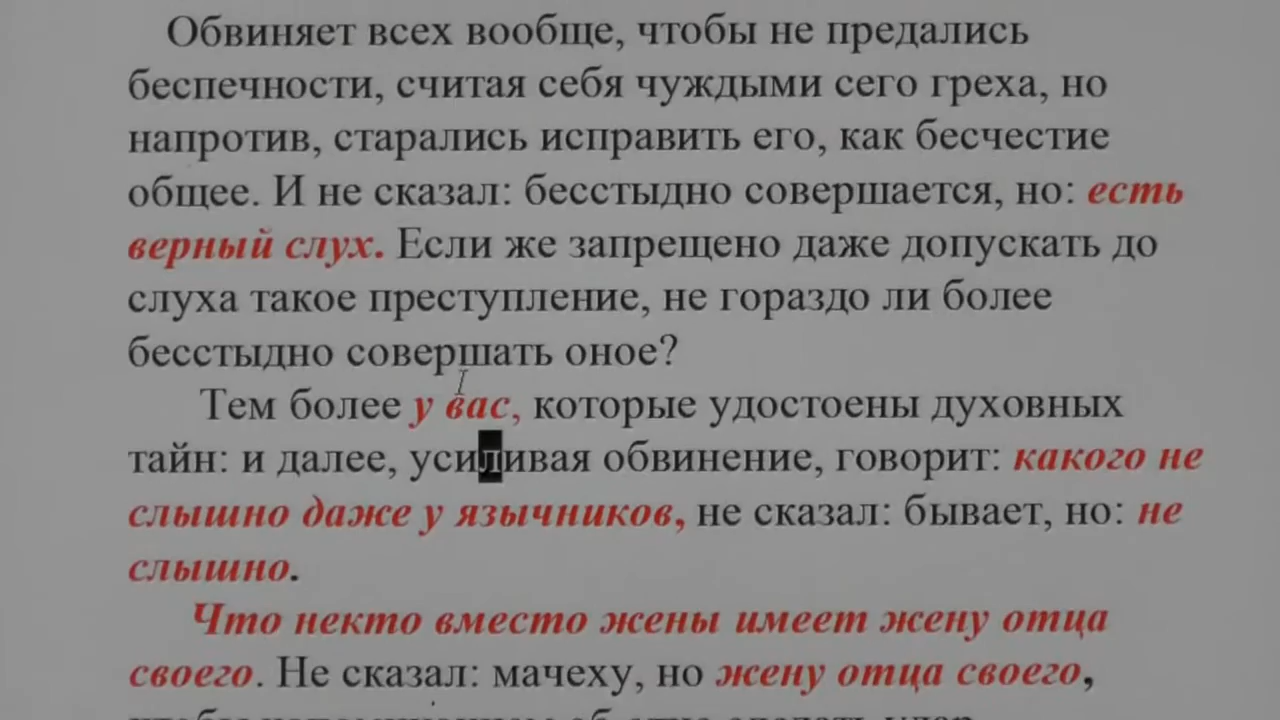 Обвиняет всех вообще, чтобы не предались
беспечности, считая себя чуждыми сего греха, но
напротив, старались исправить его, как бесчестие
общее. И не сказал: бесстыдно совершается, но: есть
верный слух. Если же запрещено даже допускать до
слуха такое преступление, не гораздо ли более
бесстыдно совершать оное?
Тем более у вас, которые удостоены духовных
тайн: и далее, усиливая обвинение, говорит: какого не
слышно даже у язычников, не сказал: бывает, но: не
слышно.
Что некто вместо жены имеет жену отца
своего. Не сказал: мачеху, но жену отца своего,